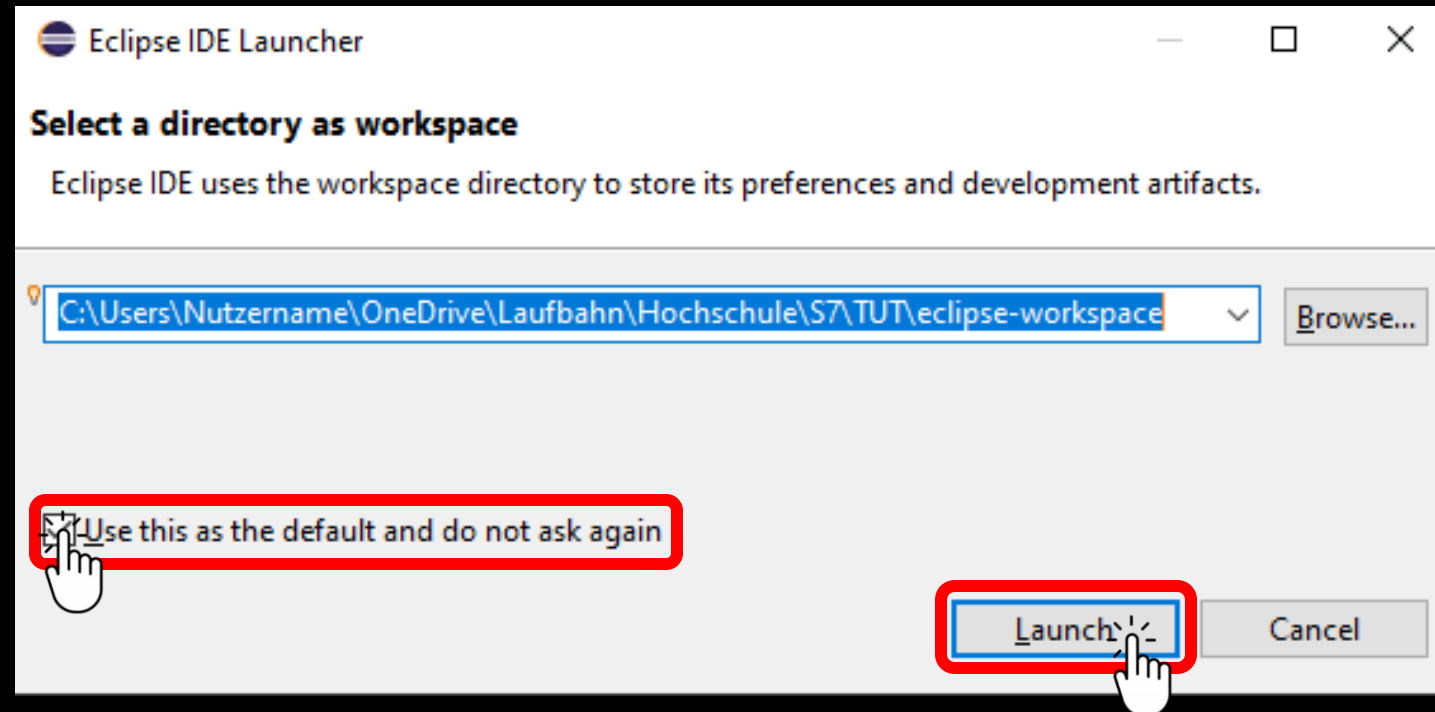 Eclipse IDE Launcher
Select a directory as workspace
Eclipse IDE uses the workspace directory to store its preferences and development artifacts.
C:\Users\Nutzername\OneDrive\Laufbahn\Hochschule\S7\TUT\eclipse-workspace
Browse...
Use this as the default and do not ask again
Launch
Cancel